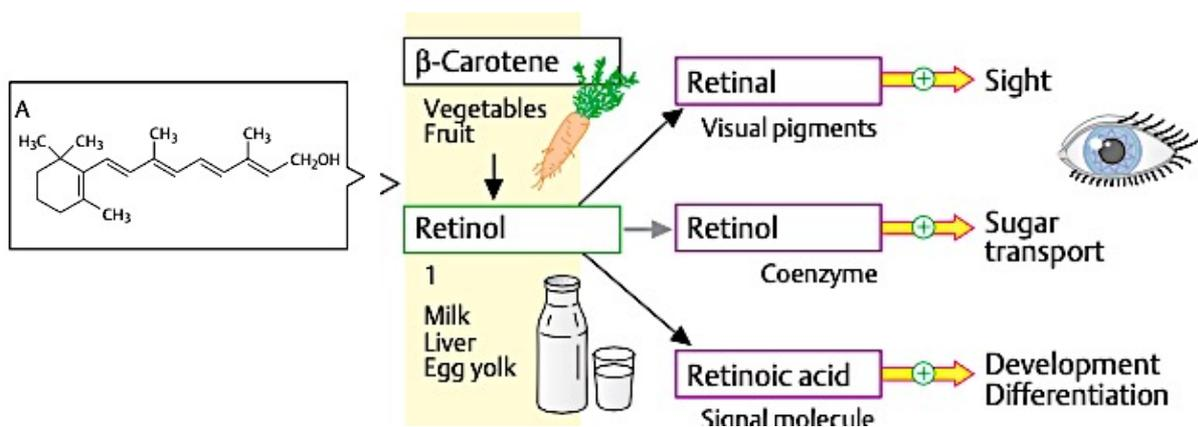 A
H₃C
CH₃
CH₃
CH₃
CH₂OH
CH₃
β-Carotene
Vegetables
Fruit
Retinol
1
Milk
Liver
Egg yolk
Retinal
Visual pigments
+
Sight
Retinol
Coenzyme
+
Sugar
transport
Retinoic acid
Signal molecule
+
Development
Differentiation